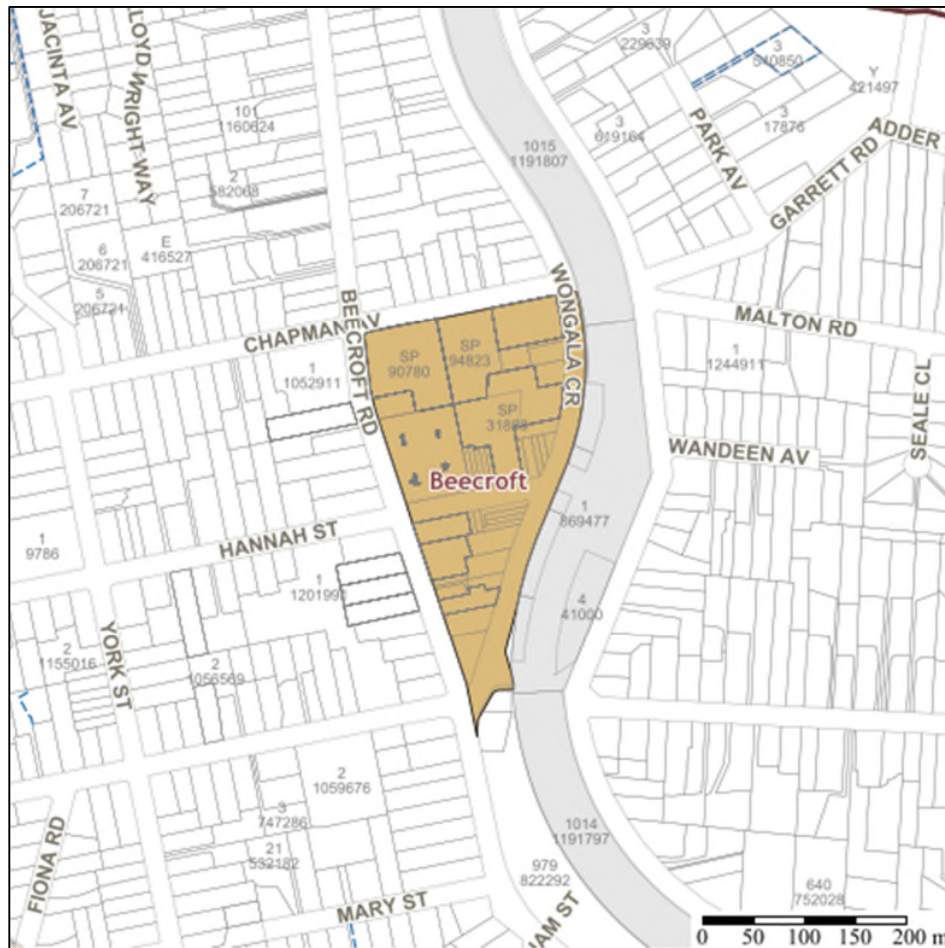 JACINTA AV
LLOYD WRIGHT WAY
101
1160624
2
582068
7
206721
6
206721
E
416527
5
206721
3
229639
3
540850
Y
421497
3
17876
3
619164
PARK AV
GARRETT RD
ADDER
1015
1191807
BEECROFT RD
CHAPMAN AV
WONGALA CR
MALTON RD
1
1244911
SEALE CL
SP
90780
SP
94823
1
1052911
SP
Beecroft
WANDEEN AV
1
869477
1
9786
HANNAH ST
1
4
41000
YORK ST
2
1155016
2
1056569
2
1059676
3
747286
21
532182
FIONA RD
MARY ST
1014
1191797
979
822292
HAM ST
640
752028
0 50 100 150 200 m